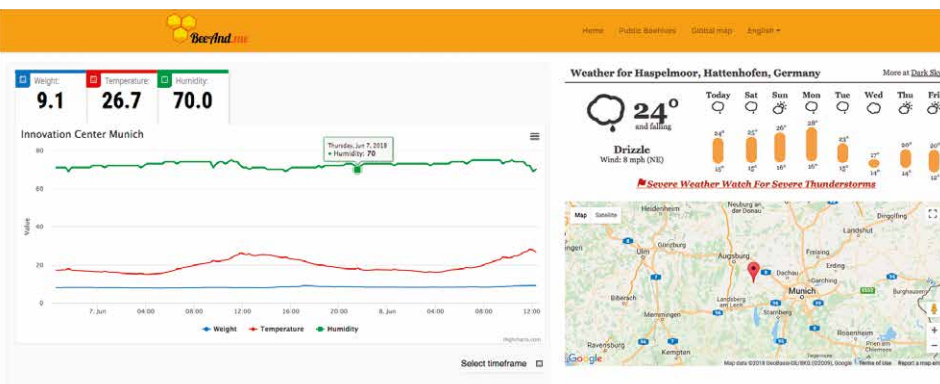 BeeAnd.me
Home Public Beehives Global map English
Weight: Temperature: Humidity:
9.1 26.7 70.0
Innovation Center Munich
Thursday, Jun 7, 2018
Humidity: 70
80
60
40
20
0
Value
7. Jun 04:00 08:00 12:00 16:00 20:00 8. Jun 04:00 08:00 12:00
Weight Temperature Humidity
Highcharts.com
Select timeframe
Weather for Haspelmoor, Hattenhofen, Germany More at Dark Sky
24°
and falling
Drizzle
Wind: 8 mph (NE)
Today Sat Sun Mon Tue Wed Thu Fri
24° 25° 26° 28° 23° 17° 20° 20°
15° 15° 16° 16° 15° 14° 14° 12°
Severe Weather Watch For Severe Thunderstorms
Map Satellite
Heidenheim
Neuburg an der Donau
Dingolfing
Landshut
ingen
Ulm
Günzburg
Augsburg
Freising
Erding
Dachau
Garching
Munich
Biberach
Landsberg am Lech
Starnberg
Burghausen
Memmingen
Rosenheim
Prien am Chiemsee
Ravensburg
Kempten
Tegernsee
Google
Map data ©2018 GeoBasis-DE/BKG (©2009), Google Terms of Use Report a map error